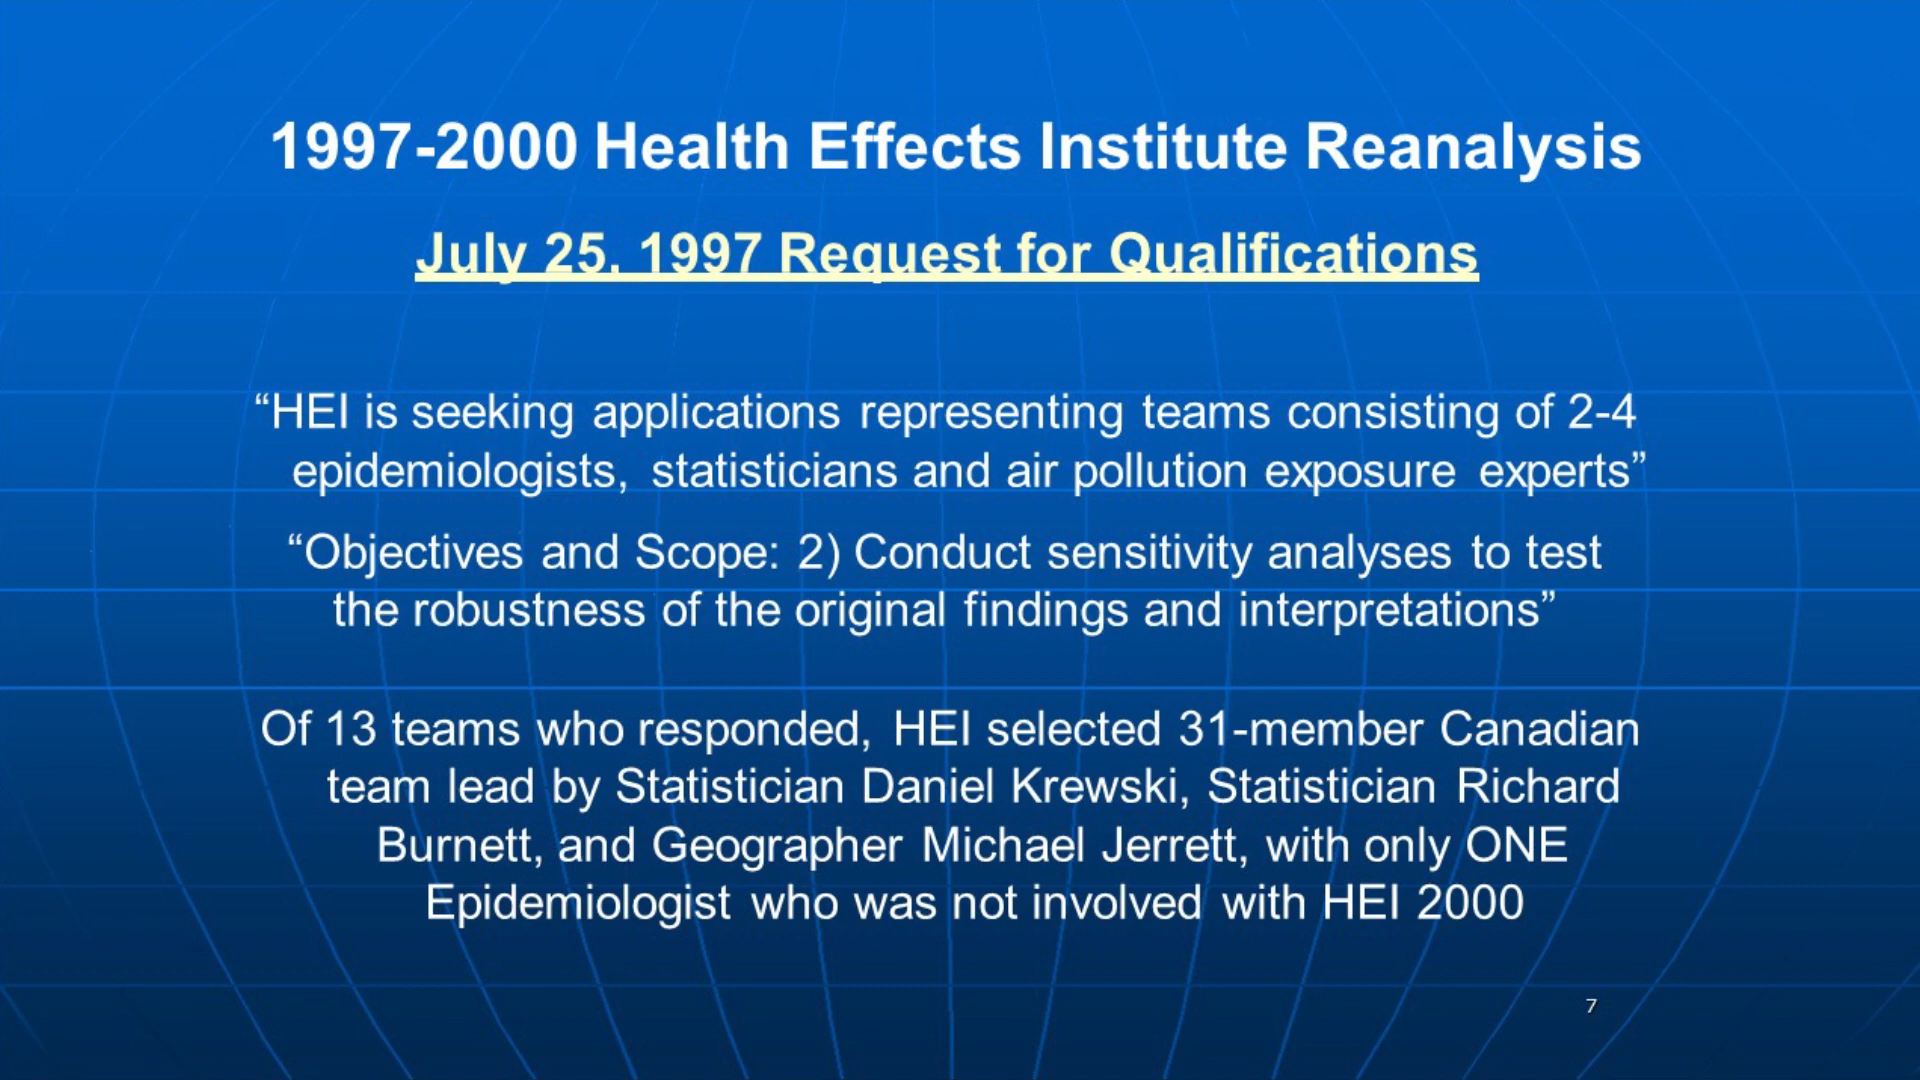 1997-2000 Health Effects Institute Reanalysis
July 25, 1997 Request for Qualifications
“HEI is seeking applications representing teams consisting of 2-4
epidemiologists, statisticians and air pollution exposure experts”
“Objectives and Scope: 2) Conduct sensitivity analyses to test
the robustness of the original findings and interpretations”
Of 13 teams who responded, HEI selected 31-member Canadian
team lead by Statistician Daniel Krewski, Statistician Richard
Burnett, and Geographer Michael Jerrett, with only ONE
Epidemiologist who was not involved with HEI 2000
7